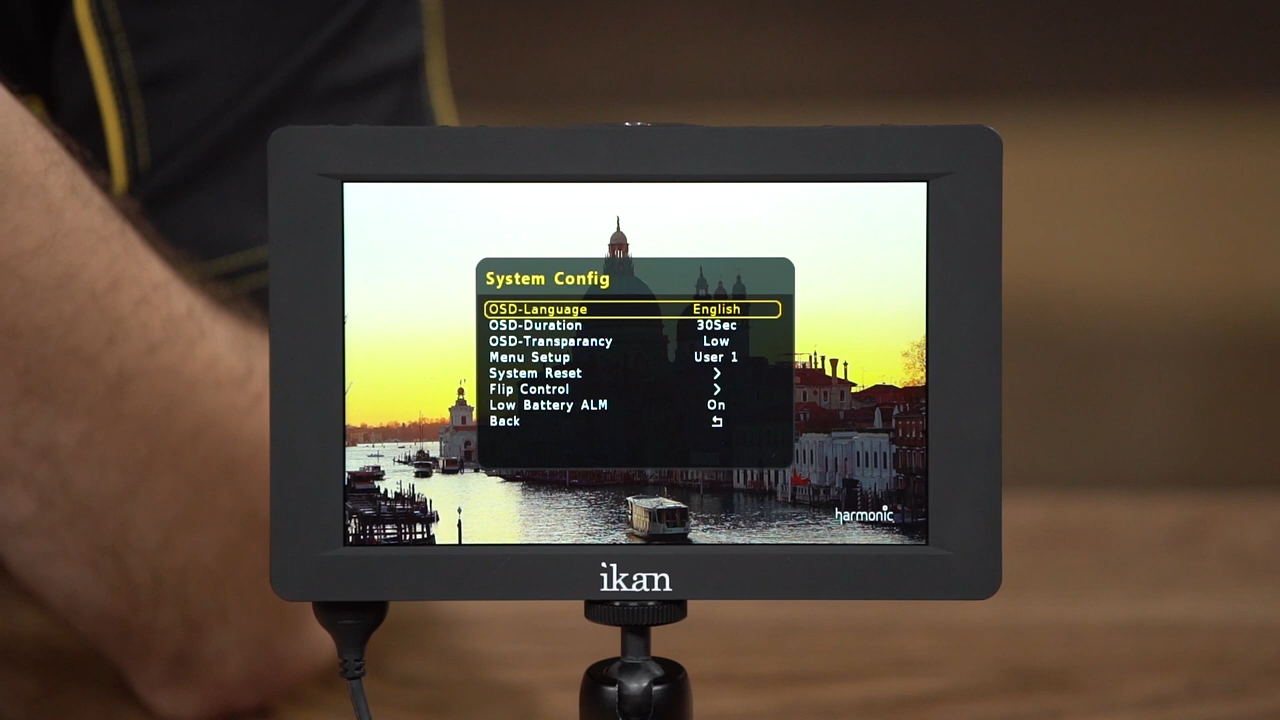 System Config
OSD-Language English
OSD-Duration 30Sec
OSD-Transparancy Low
Menu Setup User 1
System Reset >
Flip Control >
Low Battery ALM On
Back
harmonic
ikan